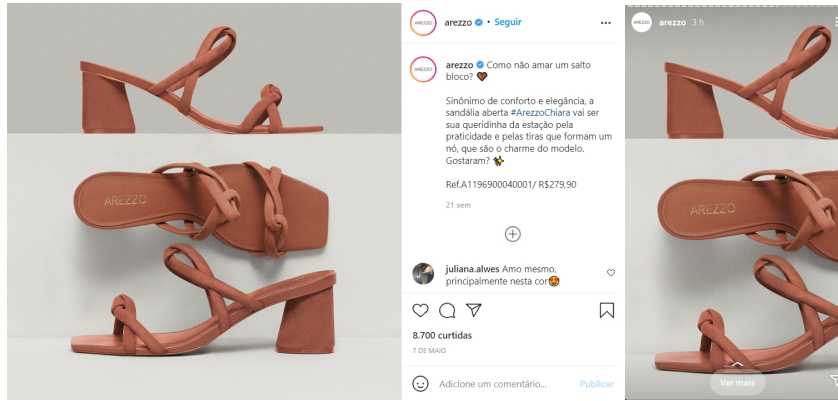 AREZZO
AREZZO
arezzo • Seguir
AREZZO
arezzo Como não amar um salto
bloco? 🤎
Sinônimo de conforto e elegância, a
sandália aberta #ArezzoChiara vai ser
sua queridinha da estação pela
praticidade e pelas tiras que formam um
nó, que são o charme do modelo.
Gostaram? ✨
Ref.A1196900040001/ R$279,90
21 sem
juliana.alwes Amo mesmo,
principalmente nesta cor😍
8.700 curtidas
7 DE MAIO
Adicione um comentário... Publicar
AREZZO
arezzo 3 h
AREZZO
Ver mais